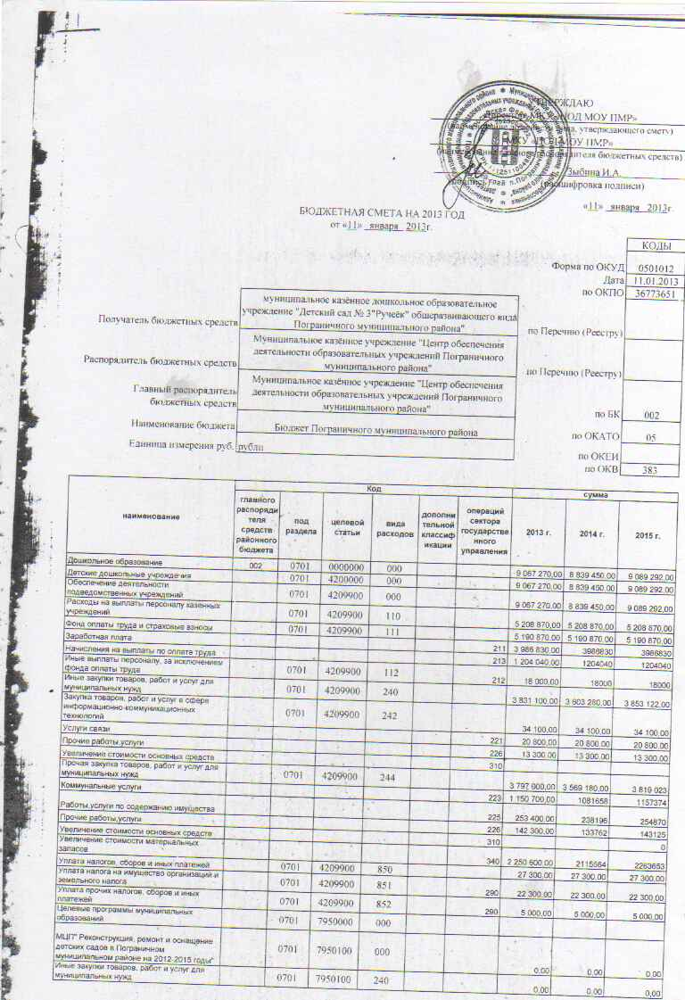 УТВЕРЖДАЮ
МКУ «ЦОД МОУ ПМР»
утверждающего смету)
МКУ «ЦОД МОУ ПМР»
распорядителя бюджетных средств)
Зыбина И.А.
(подпись) (расшифровка подписи)
«11» января 2013г.
БЮДЖЕТНАЯ СМЕТА НА 2013 ГОД
от «11» января 2013г.
КОДЫ
Форма по ОКУД 0501012
Дата 11.01.2013
по ОКПО 36773651
Получатель бюджетных средств
муниципальное казённое дошкольное образовательное
учреждение "Детский сад № 3"Ручеёк" общеразвивающего вида
Пограничного муниципального района"
по Перечню (Реестру)
Распорядитель бюджетных средств
Муниципальное казённое учреждение "Центр обеспечения
деятельности образовательных учреждений Пограничного
муниципального района"
по Перечню (Реестру)
Главный распорядитель
бюджетных средств
Муниципальное казённое учреждение "Центр обеспечения
деятельности образовательных учреждений Пограничного
муниципального района"
по БК 002
Наименование бюджета Бюджет Пограничного муниципального района
по ОКАТО 05
Единица измерения руб. рубли
по ОКЕИ
по ОКВ 383
наименование
Код
сумма
главного распоряди теля средств районного бюджета
под раздела
целевой статьи
вида расходов
дополни тельной классиф икации
операций сектора государстве нного управления
2013 г. 2014 г. 2015 г.
Дошкольное образование 002 0701 0000000 000 9 067 270,00 8 839 450,00 9 089 292,00
Детские дошкольные учреждения 0701 4200000 000 9 067 270,00 8 839 450,00 9 089 292,00
Обеспечение деятельности
подведомственных учреждений 0701 4209900 000 9 067 270,00 8 839 450,00 9 089 292,00
Расходы на выплаты персоналу казенных
учреждений 0701 4209900 110 5 208 870,00 5 208 870,00 5 208 870,00
Фонд оплаты труда и страховые взносы 0701 4209900 111 5 190 870,00 5 190 870,00 5 190 870,00
Заработная плата 211 3 986 830,00 3986830 3986830
Начисления на выплаты по оплате труда 213 1 204 040,00 1204040 1204040
Иные выплаты персоналу, за исключением
фонда оплаты труда 0701 4209900 112 212 18 000,00 18000 18000
Иные закупки товаров, работ и услуг для
муниципальных нужд 0701 4209900 240 3 831 100,00 3 603 280,00 3 853 122,00
Закупка товаров, работ и услуг в сфере
информационно-коммуникационных
технологий 0701 4209900 242 34 100,00 34 100,00 34 100,00
Услуги связи 221 20 800,00 20 800,00 20 800,00
Прочие работы,услуги 226 13 300,00 13 300,00 13 300,00
Увеличение стоимости основных средств 310
Прочая закупка товаров, работ и услуг для
муниципальных нужд 0701 4209900 244 3 797 000,00 3 569 180,00 3 819 023
Коммунальные услуги 223 1 150 700,00 1081658 1157374
Работы,услуги по содержанию имущества 225 253 400,00 238196 254870
Прочие работы,услуги 226 142 300,00 133762 143125
Увеличение стоимости основных средств 310 0
Увеличение стоимости материальных
запасов 340 2 250 600,00 2115564 2263653
Уплата налогов, сборов и иных платежей 0701 4209900 850 27 300,00 27 300,00 27 300,00
Уплата налога на имущество организаций и
земельного налога 0701 4209900 851 290 22 300,00 22 300,00 22 300,00
Уплата прочих налогов, сборов и иных
платежей 0701 4209900 852 290 5 000,00 5 000,00 5 000,00
Целевые программы муниципальных
образований 0701 7950000 000
МЦП" Реконструкция, ремонт и оснащение
детских садов в Пограничном
муниципальном районе на 2012-2015 годы" 0701 7950100 000 0,00 0,00 0,00
Иные закупки товаров, работ и услуг для
муниципальных нужд 0701 7950100 240 0,00 0,00 0,00